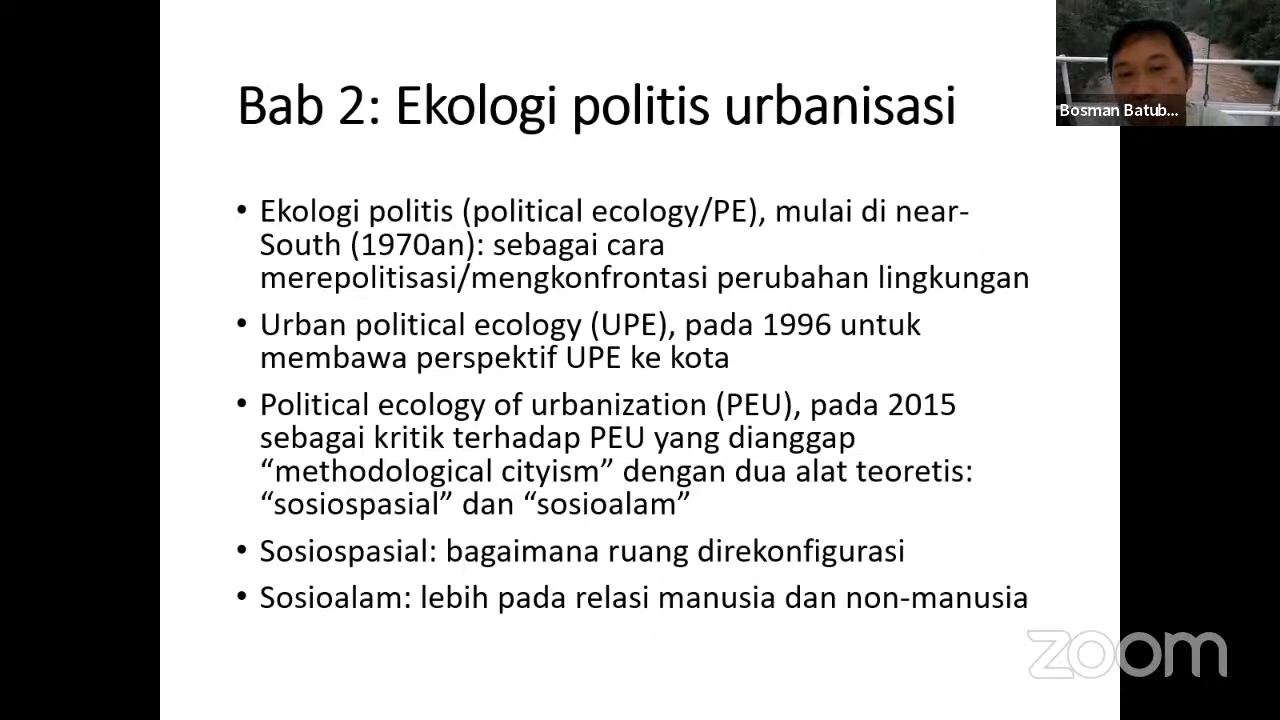 Bab 2: Ekologi politis urbanisasi
Bosman Batub...
• Ekologi politis (political ecology/PE), mulai di near-
South (1970an): sebagai cara
merepolitisasi/mengkonfrontasi perubahan lingkungan
• Urban political ecology (UPE), pada 1996 untuk
membawa perspektif UPE ke kota
• Political ecology of urbanization (PEU), pada 2015
sebagai kritik terhadap PEU yang dianggap
“methodological cityism” dengan dua alat teoretis:
“sosiospasial” dan “sosioalam”
• Sosiospasial: bagaimana ruang direkonfigurasi
• Sosioalam: lebih pada relasi manusia dan non-manusia
zoom